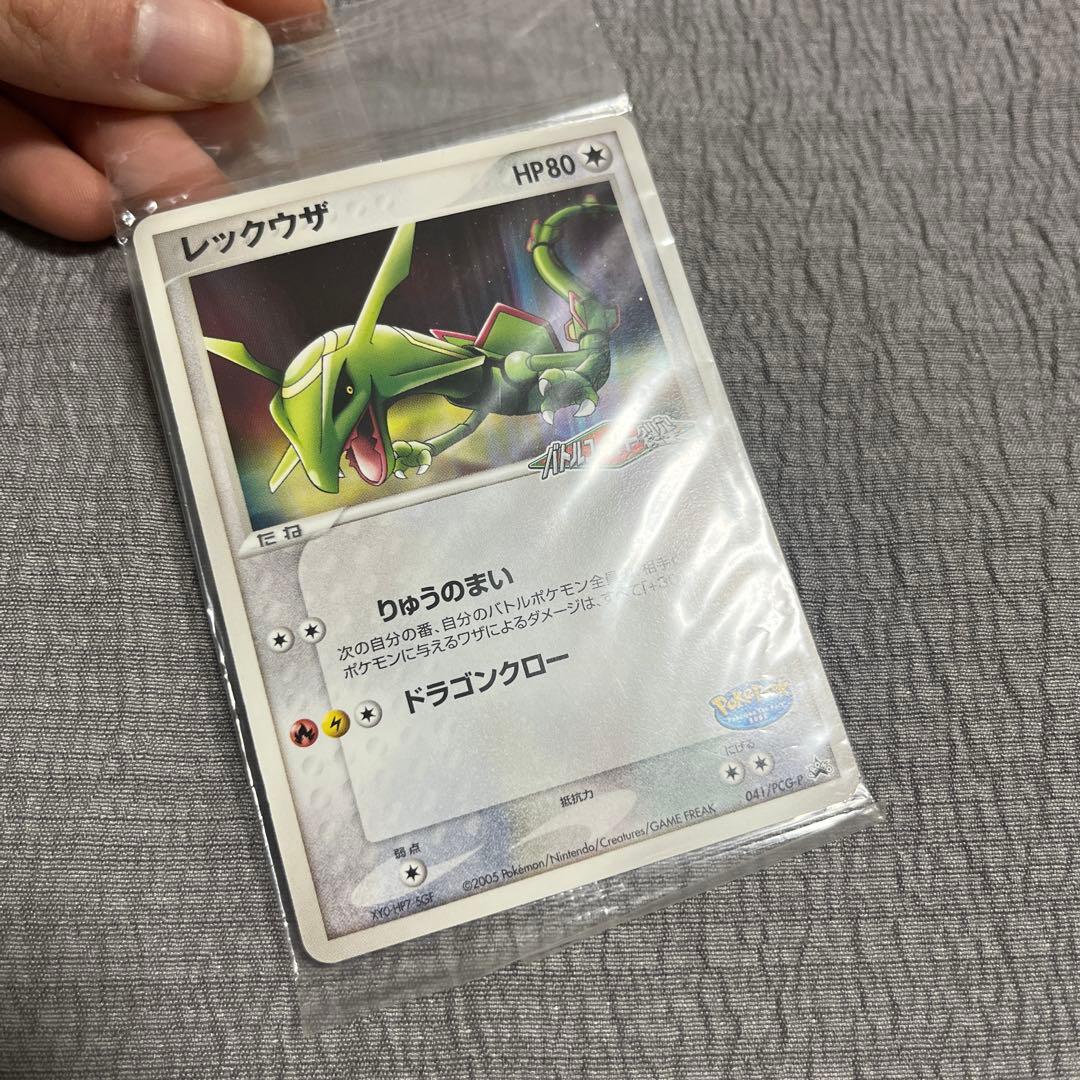 レックウザ
HP80
バトル
たね
りゅうのまい
次の自分の番、自分のバトルポケモン全員が相手の
ポケモンに与えるワザによるダメージは、すべて「+30
ドラゴンクロー
にげる
抵抗力
弱点
041/PCG-P
©2005 Pokémon/Nintendo/Creatures/GAME FREAK